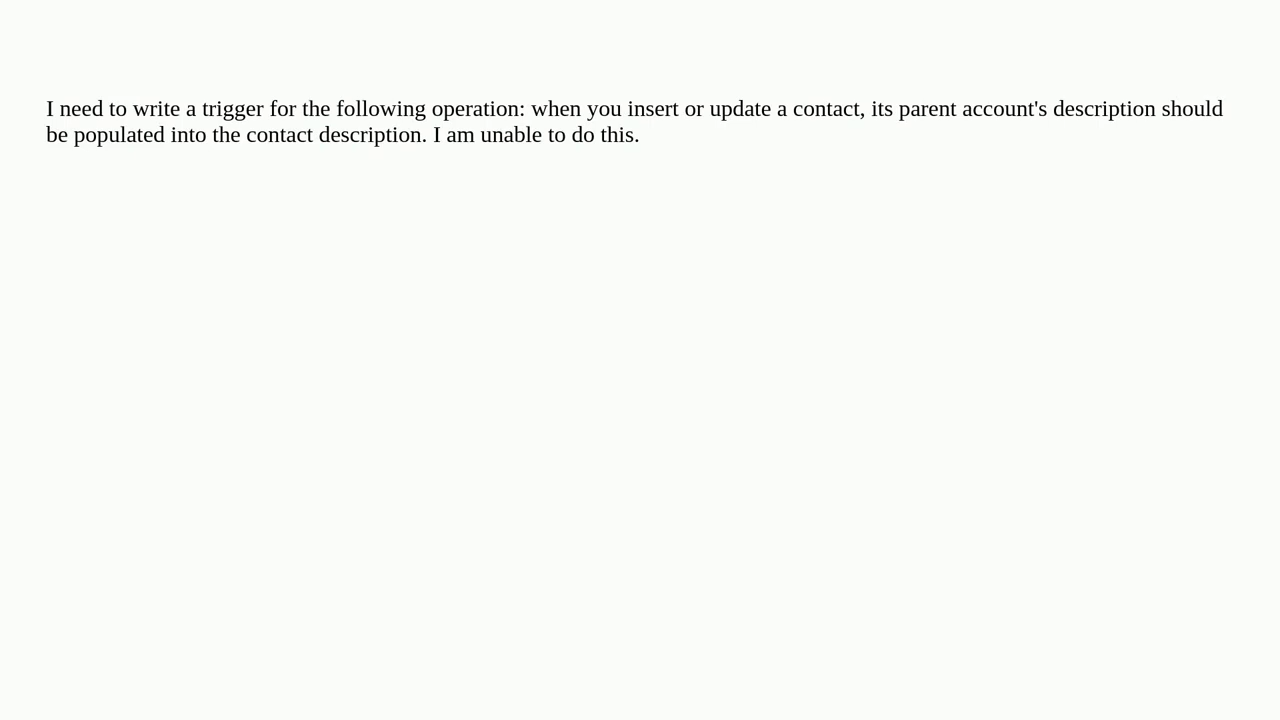 I need to write a trigger for the following operation: when you insert or update a contact, its parent account's description should
be populated into the contact description. I am unable to do this.